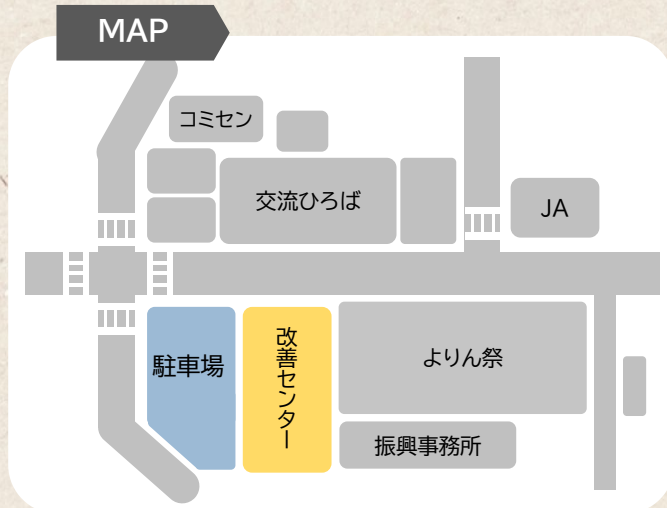 MAP
コミセン
交流ひろば
JA
駐車場
改善センター
よりん祭
振興事務所